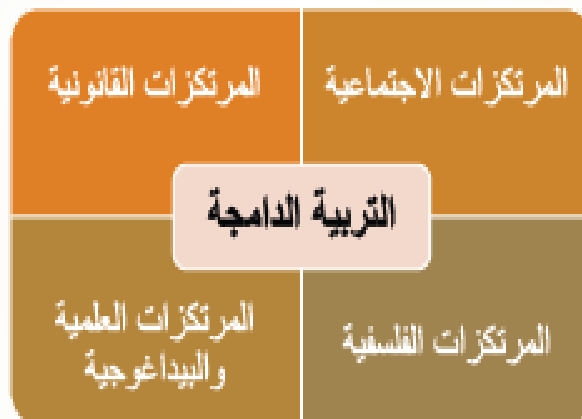 المرتكزات الاجتماعية
المرتكزات القانونية
التربية الدامجة
المرتكزات الفلسفية
المرتكزات العلمية
والبيداغوجية